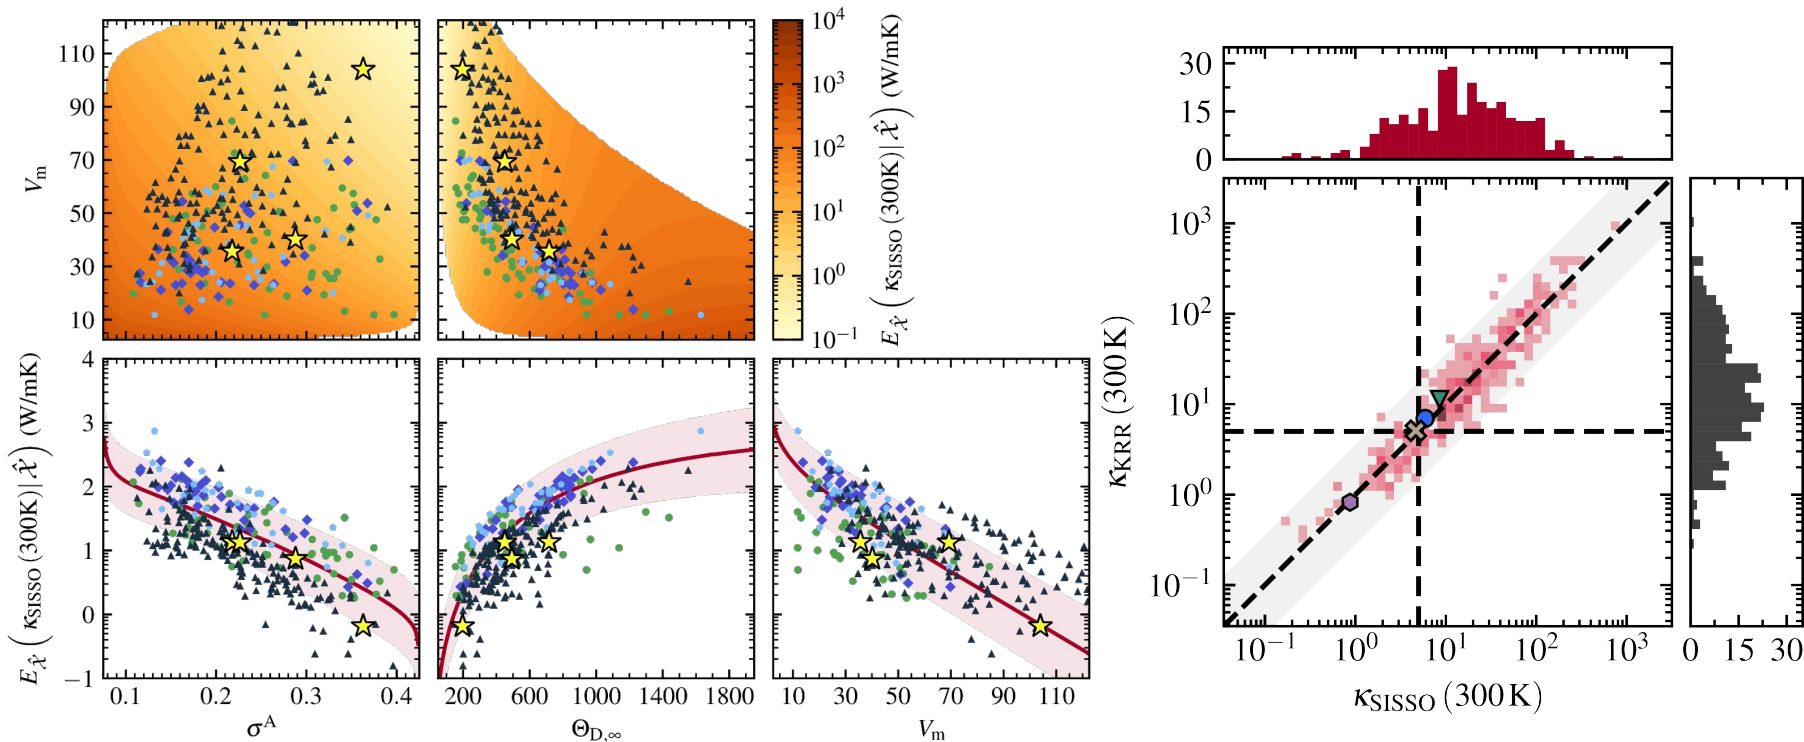 110
90
70
50
30
10
V_m
10^4
10^3
10^2
10^1
10^0
10^−1
E_X̂ ( κ_SISSO (300K)| X̂ ) (W/mK)
4
3
2
1
0
−1
E_X̂ ( κ_SISSO (300K)| X̂ ) (W/mK)
0.1 0.2 0.3 0.4
σ^A
200 600 1000 1400 1800
Θ_D,∞
10 30 50 70 90 110
V_m
30
15
0
10^3
10^2
10^1
10^0
10^−1
κ_KRR (300 K)
10^−1 10^0 10^1 10^2 10^3
κ_SISSO (300 K)
0 15 30